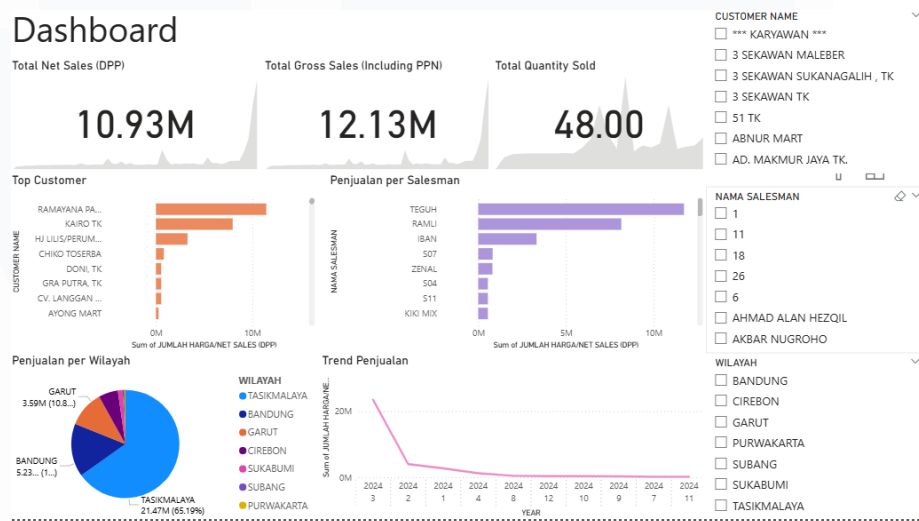 Dashboard
Total Net Sales (DPP)
10.93M
Total Gross Sales (Including PPN)
12.13M
Total Quantity Sold
48.00
Top Customer
CUSTOMER NAME
RAMAYANA PA...
KAIRO TK
HJ LILIS/PERUM...
CHIKO TOSERBA
DONI, TK
GRA PUTRA, TK
CV. LANGGAN ...
AYONG MART
0M 10M
Sum of JUMLAH HARGA/NET SALES (DPP)
Penjualan per Salesman
NAMA SALESMAN
TEGUH
RAMLI
IBAN
S07
ZENAL
S04
S11
KIKI MIX
0M 5M 10M
Sum of JUMLAH HARGA/NET SALES (DPP)
Penjualan per Wilayah
GARUT
3.59M (10.8...)
BANDUNG
5.23... (1...)
TASIKMALAYA
21.47M (65.19%)
WILAYAH
TASIKMALAYA
BANDUNG
GARUT
CIREBON
SUKABUMI
SUBANG
PURWAKARTA
Trend Penjualan
Sum of JUMLAH HARGA/NE...
20M
0M
2024 2024 2024 2024 2024 2024 2024 2024 2024 2024
3 2 1 4 8 12 10 9 7 11
YEAR
CUSTOMER NAME
*** KARYAWAN ***
3 SEKAWAN MALEBER
3 SEKAWAN SUKANAGALIH , TK
3 SEKAWAN TK
51 TK
ABNUR MART
AD. MAKMUR JAYA TK.
NAMA SALESMAN
1
11
18
26
6
AHMAD ALAN HEZQIL
AKBAR NUGROHO
WILAYAH
BANDUNG
CIREBON
GARUT
PURWAKARTA
SUBANG
SUKABUMI
TASIKMALAYA